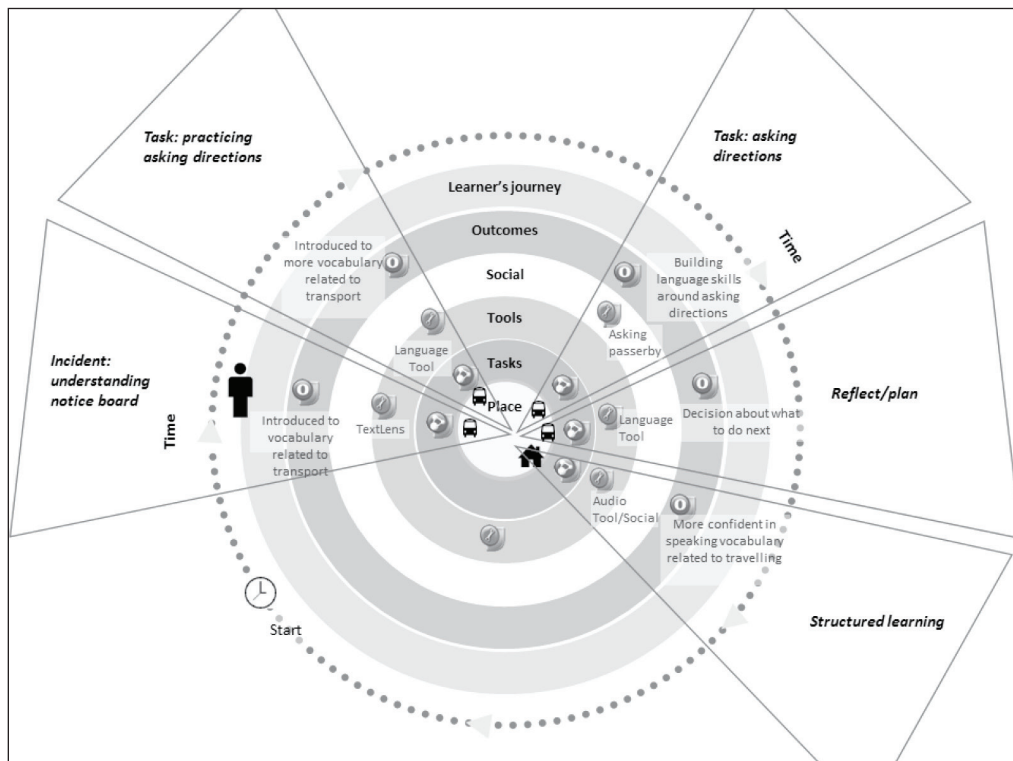 Task: practicing
asking directions
Task: asking
directions
Learner's journey
Outcomes
Social
Tools
Tasks
Place
Time
Introduced to
more vocabulary
related to
transport
Building
language skills
around asking
directions
Language
Tool
Asking
passerby
Incident:
understanding
notice board
Time
Introduced to
vocabulary
related to
transport
TextLens
Language
Tool
Decision about what
to do next
Reflect/plan
Audio
Tool/Social
More confident in
speaking vocabulary
related to travelling
Start
Structured learning